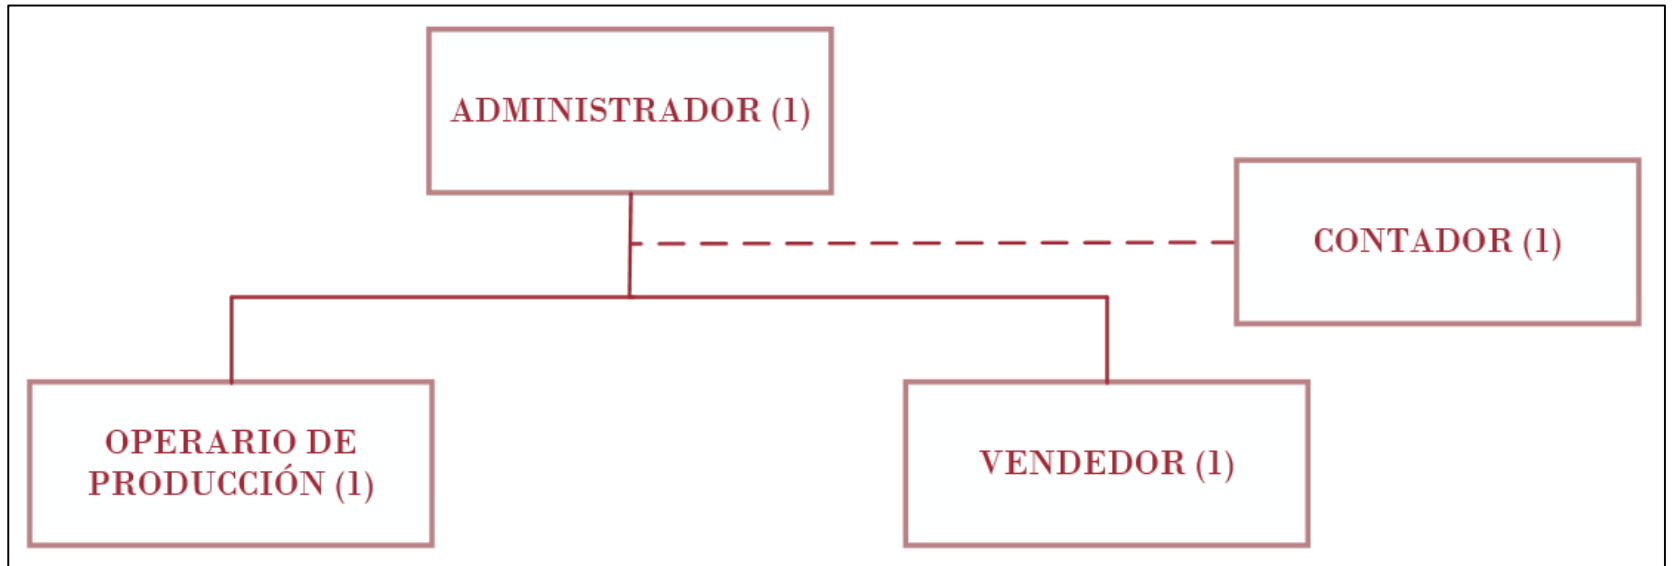 ADMINISTRADOR (1)
CONTADOR (1)
OPERARIO DE
PRODUCCIÓN (1)
VENDEDOR (1)